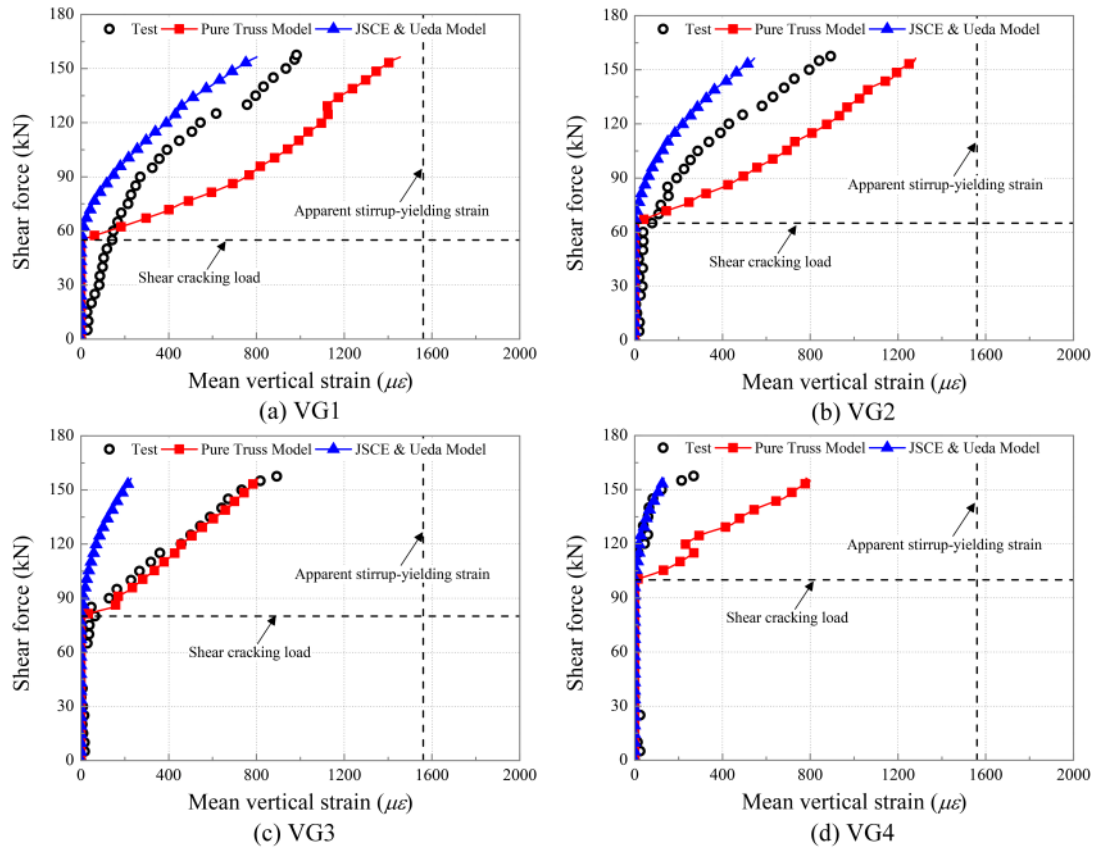 Test Pure Truss Model JSCE & Ueda Model
180
150
120
90
60
30
0
Shear force (kN)
Apparent stirrup-yielding strain
Shear cracking load
0 400 800 1200 1600 2000
Mean vertical strain (με)
(a) VG1
Test Pure Truss Model JSCE & Ueda Model
180
150
120
90
60
30
0
Shear force (kN)
Apparent stirrup-yielding strain
Shear cracking load
0 400 800 1200 1600 2000
Mean vertical strain (με)
(b) VG2
Test Pure Truss Model JSCE & Ueda Model
180
150
120
90
60
30
0
Shear force (kN)
Apparent stirrup-yielding strain
Shear cracking load
0 400 800 1200 1600 2000
Mean vertical strain (με)
(c) VG3
Test Pure Truss Model JSCE & Ueda Model
180
150
120
90
60
30
0
Shear force (kN)
Apparent stirrup-yielding strain
Shear cracking load
0 400 800 1200 1600 2000
Mean vertical strain (με)
(d) VG4